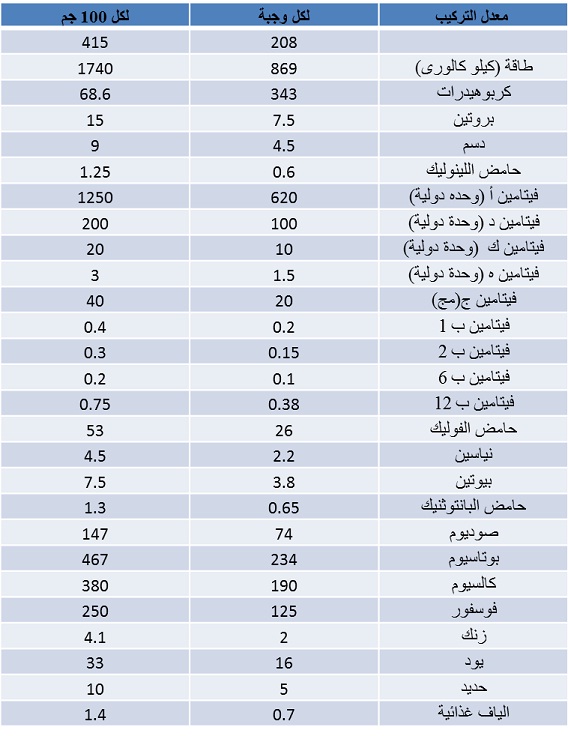 معدل التركيب لكل وجبة لكل 100 جم
208 415
طاقة (كيلو كالورى) 869 1740
كربوهيدرات 343 68.6
بروتين 7.5 15
دسم 4.5 9
حامض اللينوليك 0.6 1.25
فيتامين أ (وحده دولية) 620 1250
فيتامين د (وحدة دولية) 100 200
فيتامين ك (وحدة دولية) 10 20
فيتامين ه (وحدة دولية) 1.5 3
فيتامين ج(مج) 20 40
فيتامين ب 1 0.2 0.4
فيتامين ب 2 0.15 0.3
فيتامين ب 6 0.1 0.2
فيتامين ب 12 0.38 0.75
حامض الفوليك 26 53
نياسين 2.2 4.5
بيوتين 3.8 7.5
حامض البانتوثنيك 0.65 1.3
صوديوم 74 147
بوتاسيوم 234 467
كالسيوم 190 380
فوسفور 125 250
زنك 2 4.1
يود 16 33
حديد 5 10
الياف غذائية 0.7 1.4